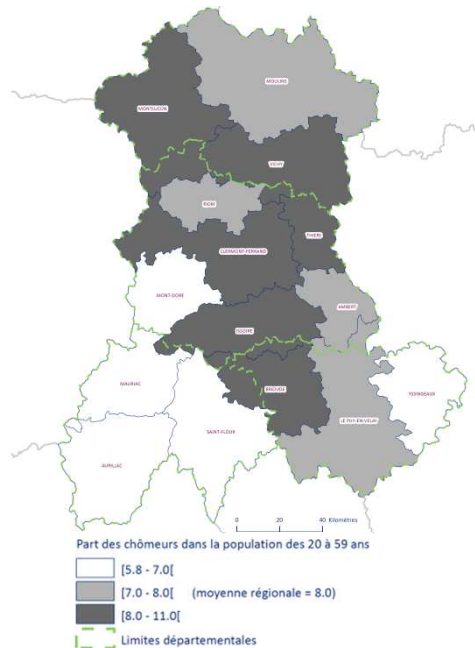 MOULINS
MONTLUCON
VICHY
RIOM
THIERS
CLERMONT-FERRAND
MONT-DORE
AMBERT
ISSOIRE
MAURIAC
BRIOUDE
YSSINGEAUX
LE PUY-EN-VELAY
SAINT-FLOUR
AURILLAC
Kilomètres
0 20 40
Part des chômeurs dans la population des 20 à 59 ans
[5.8 - 7.0[
[7.0 - 8.0[ (moyenne régionale = 8.0)
[8.0 - 11.0[
Limites départementales